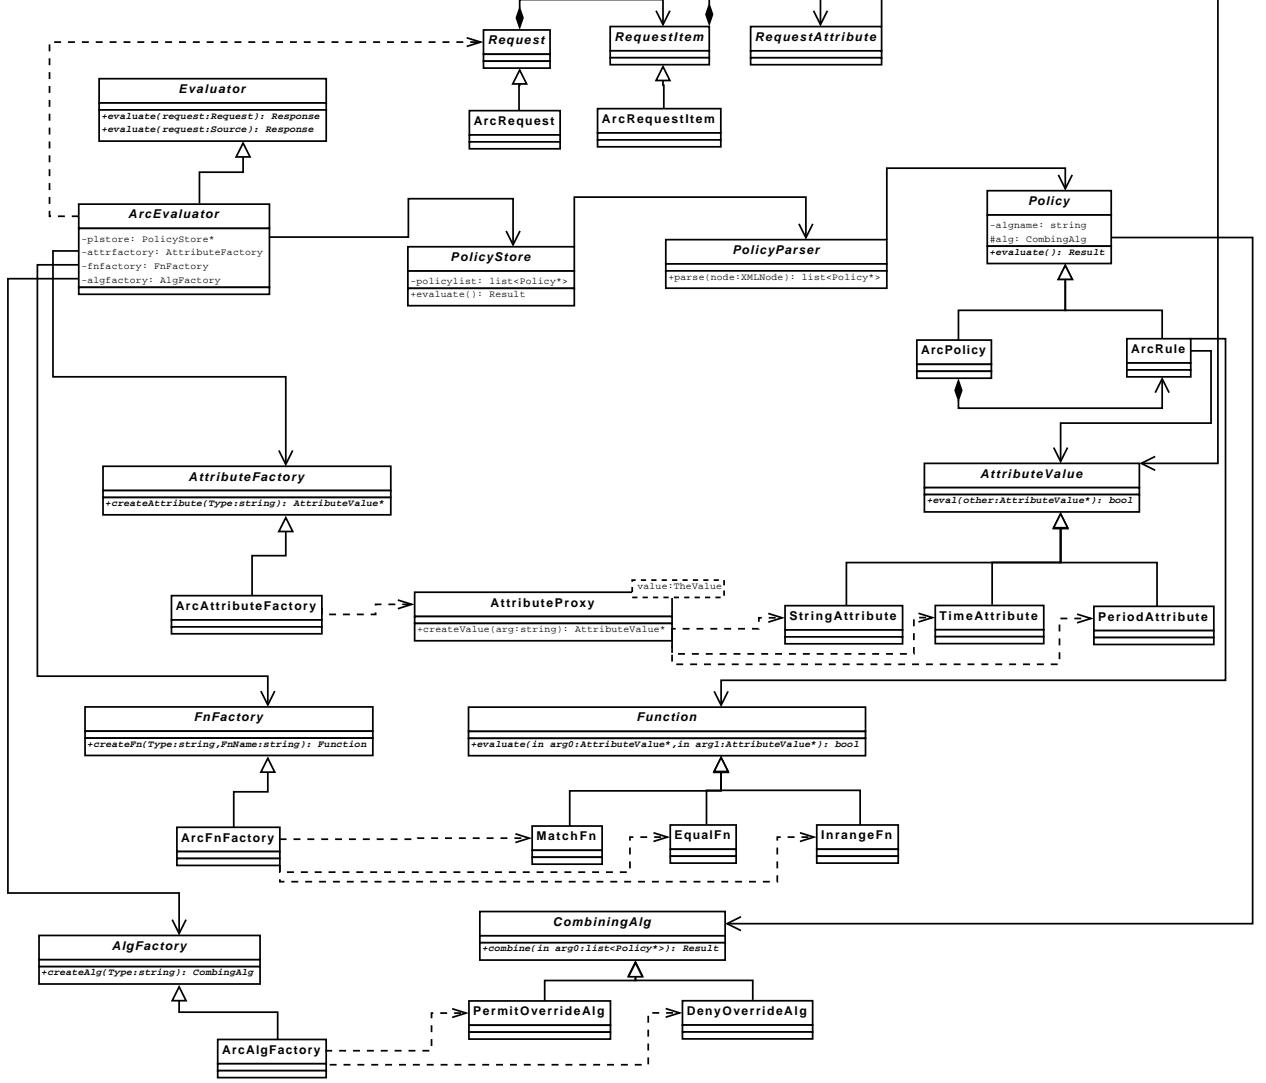 Request
RequestItem
RequestAttribute
Evaluator
+evaluate(request:Request): Response
+evaluate(request:Source): Response
ArcRequest
ArcRequestItem
ArcEvaluator
-plstore: PolicyStore*
-attrfactory: AttributeFactory
-fnfactory: FnFactory
-algfactory: AlgFactory
PolicyStore
-policylist: list<Policy*>
+evaluate(): Result
PolicyParser
+parse(node:XMLNode): list<Policy*>
Policy
-algname: string
#alg: CombingAlg
+evaluate(): Result
ArcPolicy
ArcRule
AttributeFactory
+createAttribute(Type:string): AttributeValue*
AttributeValue
+eval(other:AttributeValue*): bool
ArcAttributeFactory
value:TheValue
AttributeProxy
+createValue(arg:string): AttributeValue*
StringAttribute
TimeAttribute
PeriodAttribute
FnFactory
+createFn(Type:string,FnName:string): Function
Function
+evaluate(in arg0:AttributeValue*,in arg1:AttributeValue*): bool
ArcFnFactory
MatchFn
EqualFn
InrangeFn
AlgFactory
+createAlg(Type:string): CombingAlg
CombiningAlg
+combine(in arg0:list<Policy*>): Result
ArcAlgFactory
PermitOverrideAlg
DenyOverrideAlg